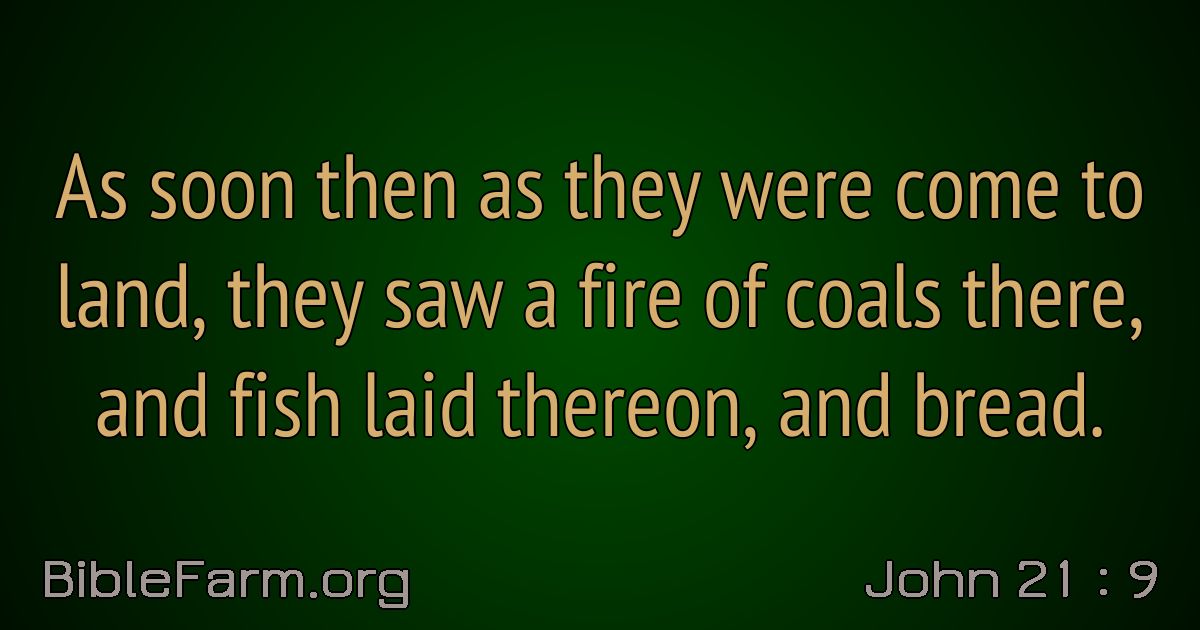 As soon then as they were come to
land, they saw a fire of coals there,
and fish laid thereon, and bread.
BibleFarm.org
John 21 : 9